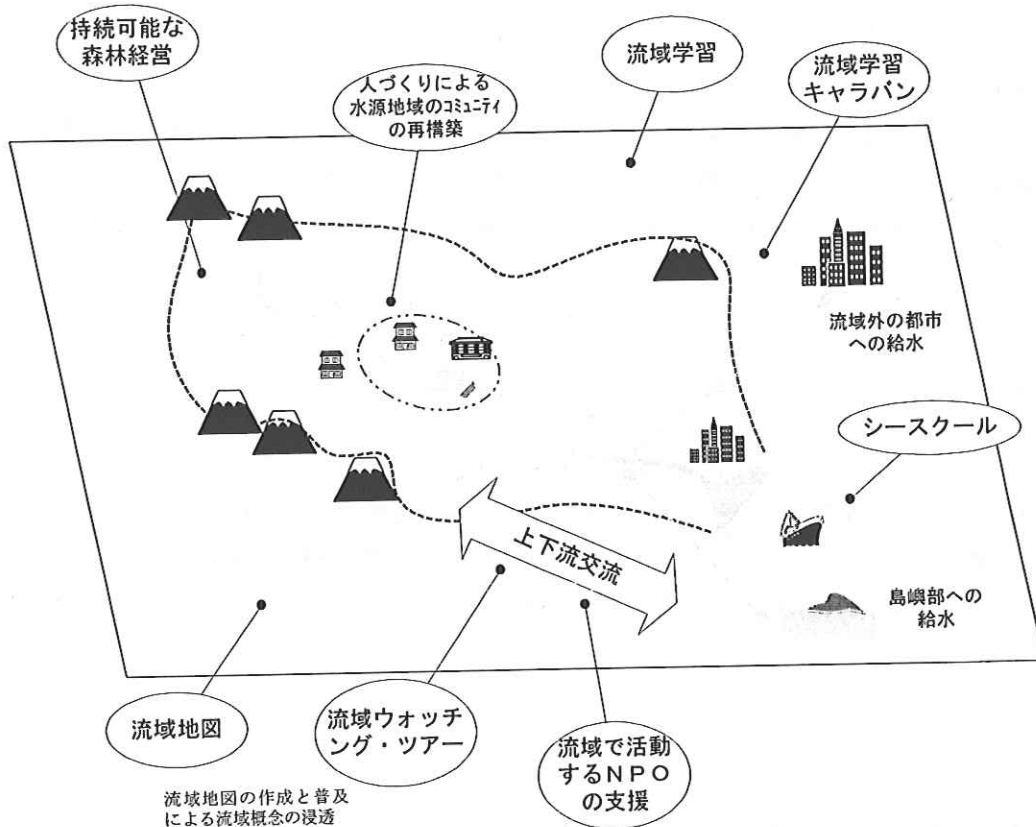 持続可能な
森林経営
人づくりによる
水源地域のｺﾐｭﾆﾃｨ
の再構築
流域学習
流域学習
キャラバン
流域外の都市
への給水
シースクール
上下流交流
島嶼部への
給水
流域地図
流域ウォッチ
ング・ツアー
流域で活動
するＮＰＯ
の支援
流域地図の作成と普及
による流域概念の浸透